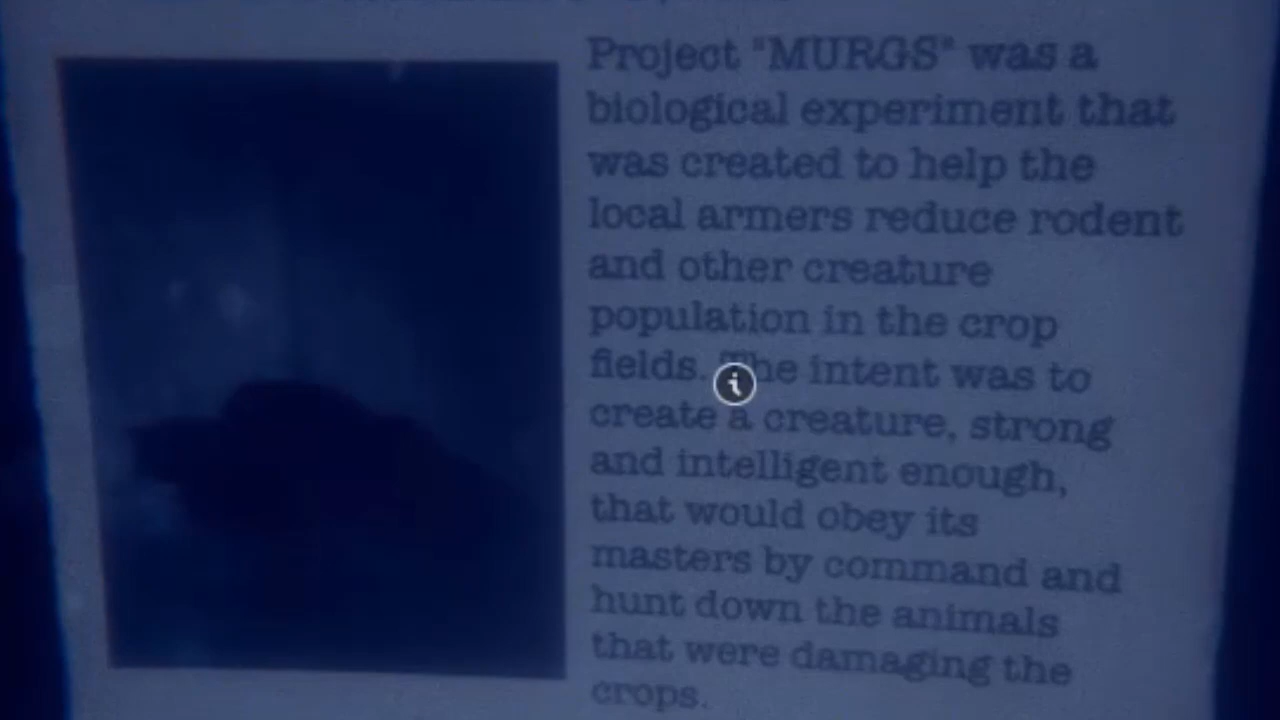 Project "MURGS" was a
biological experiment that
was created to help the
local armers reduce rodent
and other creature
population in the crop
fields. The intent was to
create a creature, strong
and intelligent enough,
that would obey its
masters by command and
hunt down the animals
that were damaging the
crops.